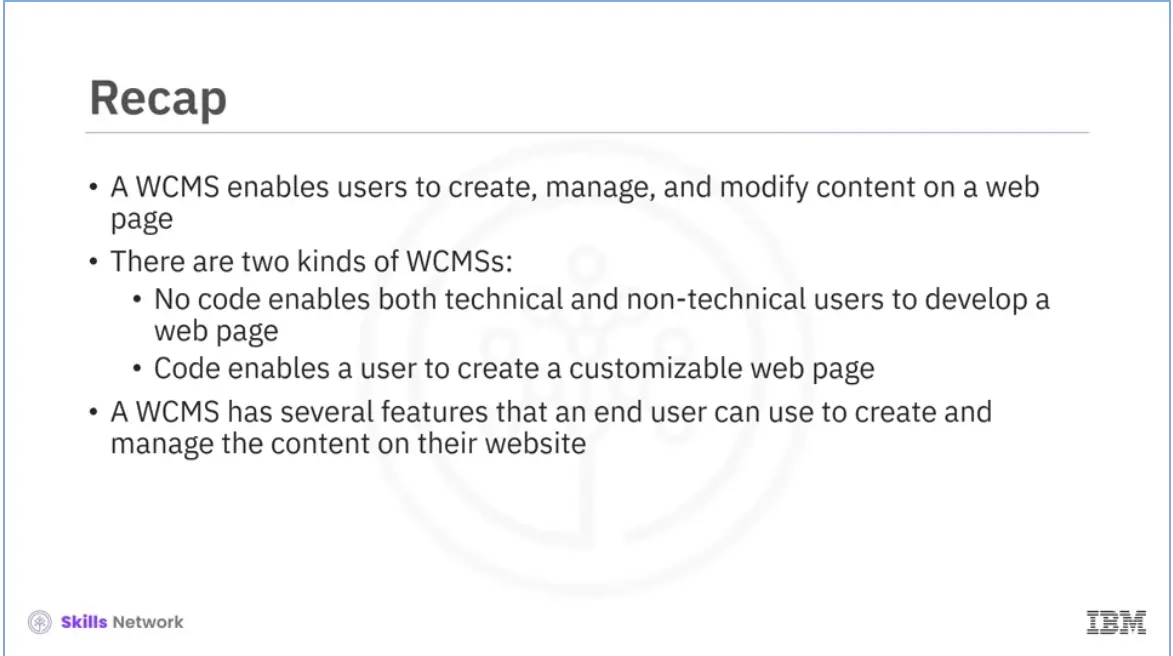 Recap
• A WCMS enables users to create, manage, and modify content on a web
page
• There are two kinds of WCMSs:
• No code enables both technical and non-technical users to develop a
web page
• Code enables a user to create a customizable web page
• A WCMS has several features that an end user can use to create and
manage the content on their website
Skills Network
IBM